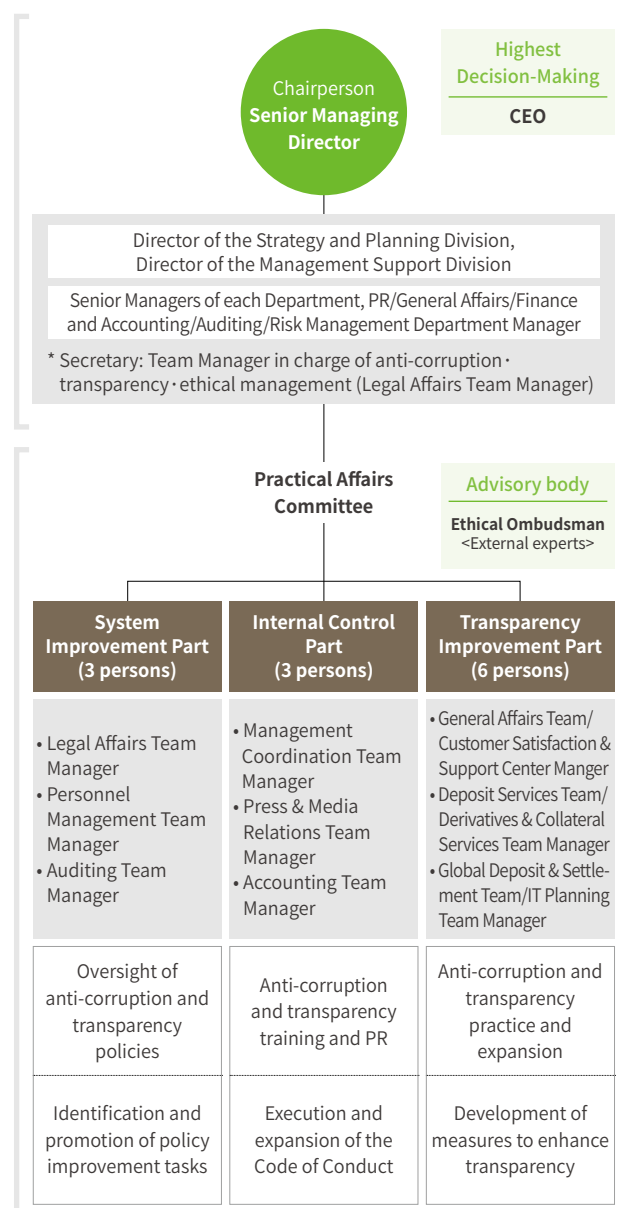 Chairperson
Senior Managing
Director
Highest
Decision-Making
CEO
Director of the Strategy and Planning Division,
Director of the Management Support Division
Senior Managers of each Department, PR/General Affairs/Finance
and Accounting/Auditing/Risk Management Department Manager
* Secretary: Team Manager in charge of anti-corruption·
transparency·ethical management (Legal Affairs Team Manager)
Practical Affairs
Committee
Advisory body
Ethical Ombudsman
<External experts>
System
Improvement Part
(3 persons)
• Legal Affairs Team
Manager
• Personnel
Management Team
Manager
• Auditing Team
Manager
Oversight of
anti-corruption and
transparency
policies
Identification and
promotion of policy
improvement tasks
Internal Control
Part
(3 persons)
• Management
Coordination Team
Manager
• Press & Media
Relations Team
Manager
• Accounting Team
Manager
Anti-corruption
and transparency
training and PR
Execution and
expansion of the
Code of Conduct
Transparency
Improvement Part
(6 persons)
• General Affairs Team/
Customer Satisfaction &
Support Center Manger
• Deposit Services Team/
Derivatives & Collateral
Services Team Manager
• Global Deposit & Settle-
ment Team/IT Planning
Team Manager
Anti-corruption and
transparency
practice and
expansion
Development of
measures to enhance
transparency